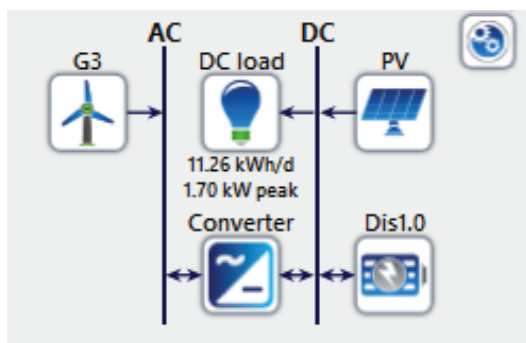 AC
DC
G3
DC load
PV
11.26 kWh/d
1.70 kW peak
Converter
Dis1.0